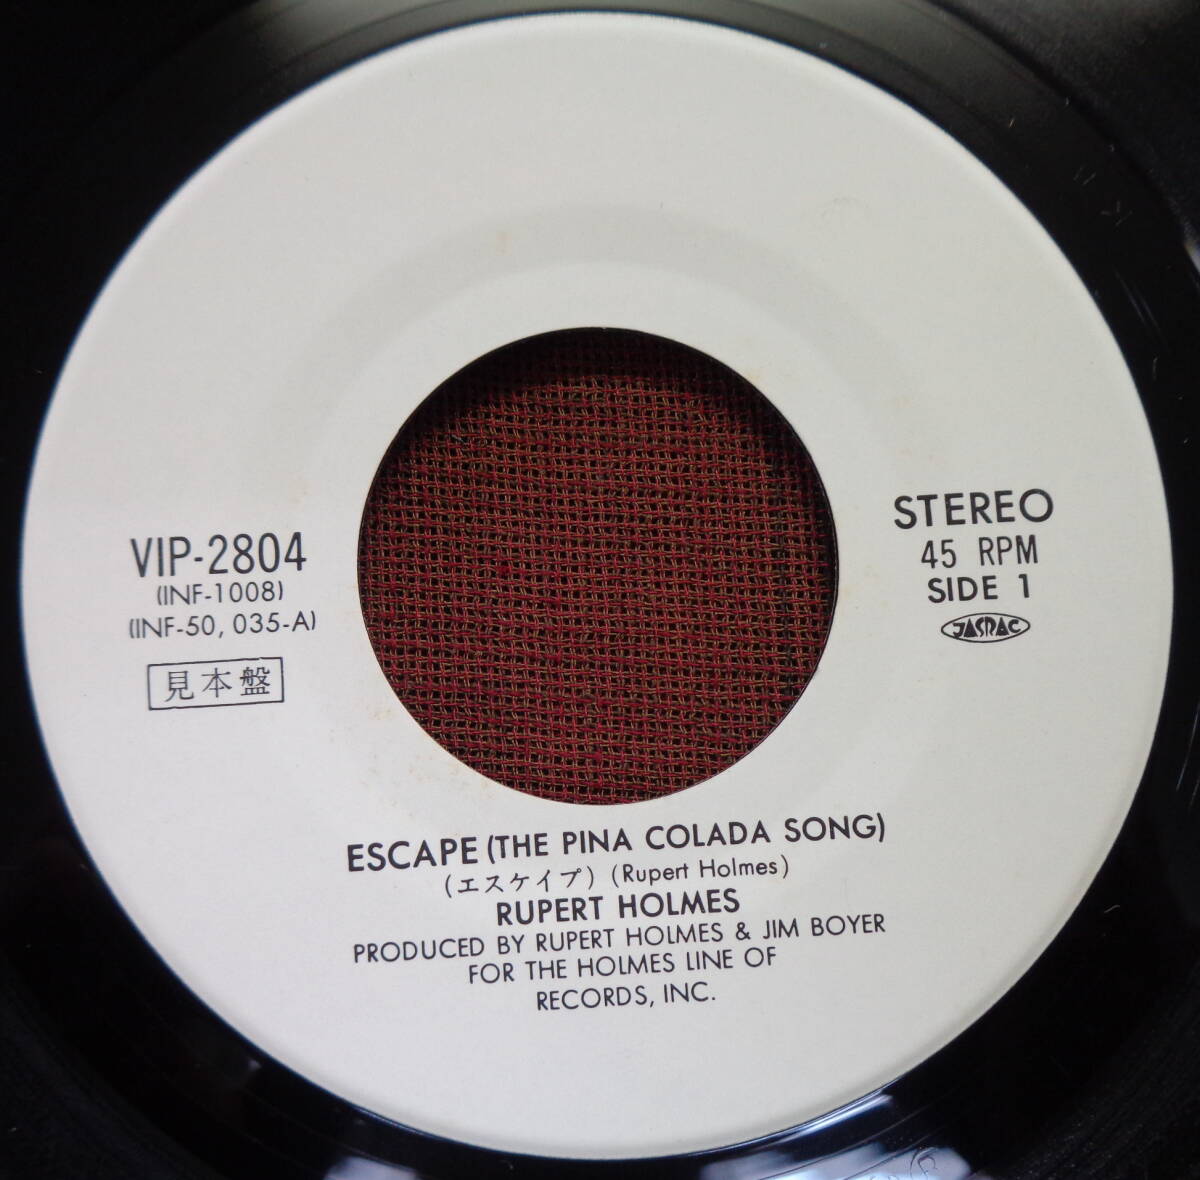 VIP-2804
(INF-1008)
(INF-50, 035-A)
見本盤
STEREO
45 RPM
SIDE 1
JASRAC
ESCAPE (THE PINA COLADA SONG)
(エスケイプ) (Rupert Holmes)
RUPERT HOLMES
PRODUCED BY RUPERT HOLMES & JIM BOYER
FOR THE HOLMES LINE OF
RECORDS, INC.